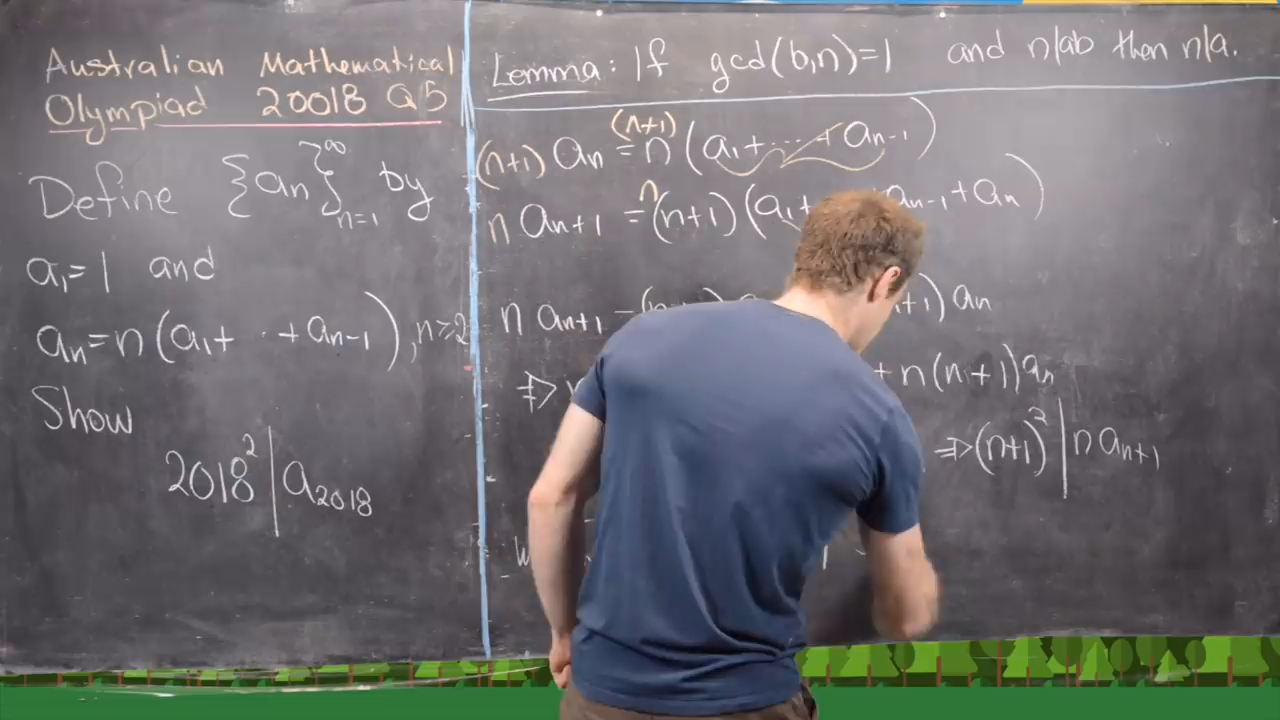 Australian Mathematical
Olympiad 20018 Q5
Define {aₙ}ₙ₌₁^∞ by
a₁=1 and
aₙ=n(a₁+ ⋅⋅+aₙ₋₁), n≥2
Show
2018²|a₂₀₁₈
Lemma: If gcd(b,n)=1 and n|ab then n|a.
(n+1) aₙ = (n+1) n(a₁+⋅⋅⋅+aₙ₋₁)
n aₙ₊₁ = n (n+1)(a₁+ aₙ₋₁+aₙ)
n aₙ₊₁ +1) aₙ
⇒ +n(n+1)aₙ
⇒(n+1)²|n aₙ₊₁